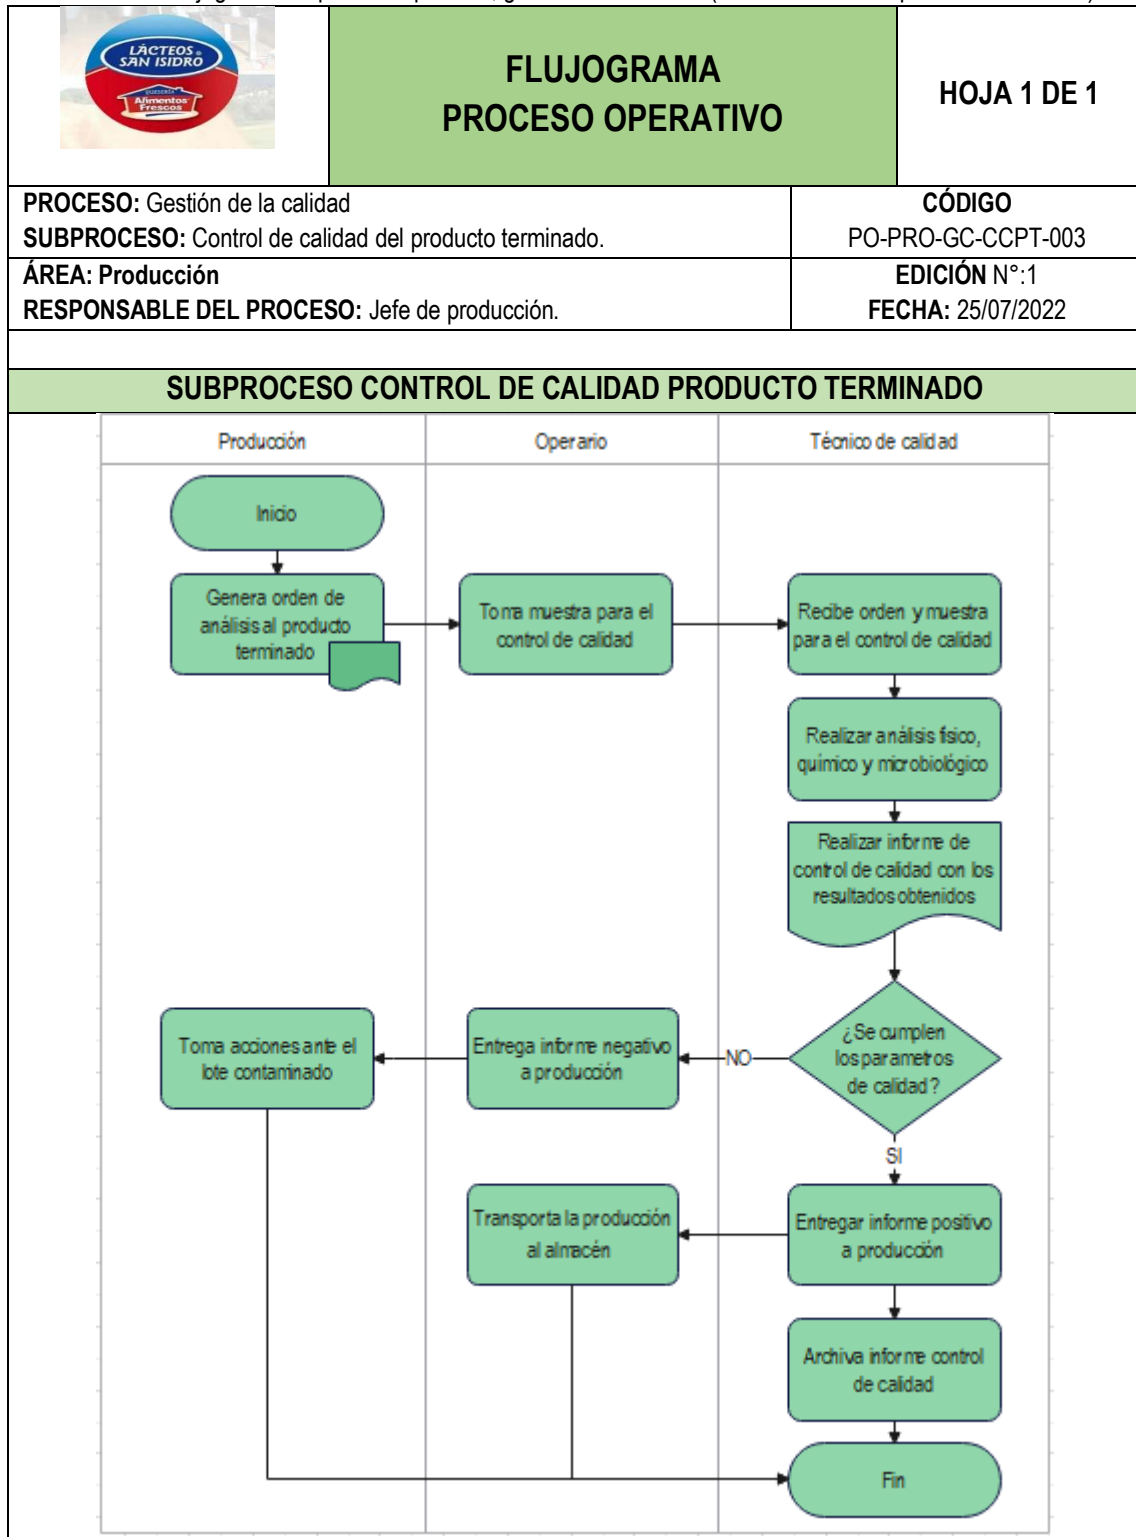 LÁCTEOS
SAN ISIDRO
QUESERÍA
Alimentos
Frescos
FLUJOGRAMA
PROCESO OPERATIVO
HOJA 1 DE 1
PROCESO: Gestión de la calidad
SUBPROCESO: Control de calidad del producto terminado.
CÓDIGO
PO-PRO-GC-CCPT-003
ÁREA: Producción
RESPONSABLE DEL PROCESO: Jefe de producción.
EDICIÓN N°:1
FECHA: 25/07/2022
SUBPROCESO CONTROL DE CALIDAD PRODUCTO TERMINADO
Producción
Operario
Técnico de calidad
Inicio
Genera orden de
análisis al producto
terminado
Toma muestra para el
control de calidad
Recibe orden y muestra
para el control de calidad
Realizar análisis físico,
químico y microbiológico
Realizar informe de
control de calidad con los
resultados obtenidos
¿Se cumplen
los parametros
de calidad?
NO
Entrega informe negativo
a producción
Toma acciones ante el
lote contaminado
SI
Entregar informe positivo
a producción
Transporta la producción
al almacén
Archiva informe control
de calidad
Fin